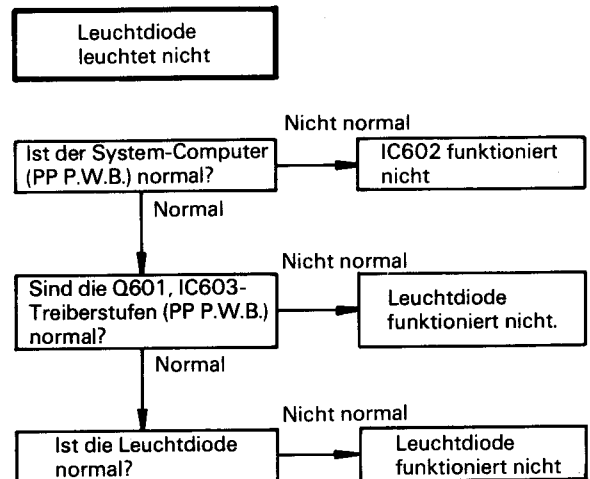 Leuchtdiode
leuchtet nicht
Nicht normal
Ist der System-Computer
(PP P.W.B.) normal?
IC602 funktioniert
nicht
Normal
Nicht normal
Sind die Q601, IC603-
Treiberstufen (PP P.W.B.)
normal?
Leuchtdiode
funktioniert nicht.
Normal
Nicht normal
Ist die Leuchtdiode
normal?
Leuchtdiode
funktioniert nicht